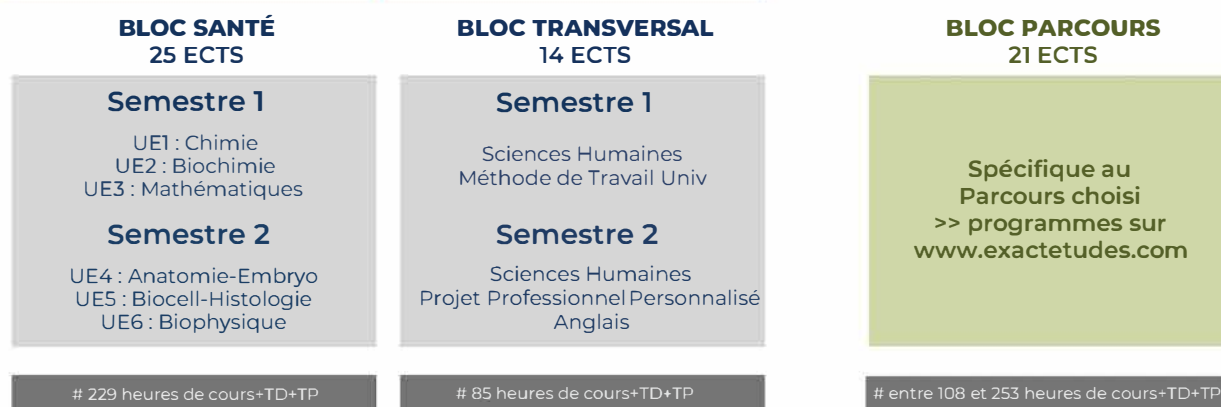 BLOC SANTÉ
25 ECTS
Semestre 1
UE1 : Chimie
UE2 : Biochimie
UE3 : Mathématiques
Semestre 2
UE4 : Anatomie-Embryo
UE5 : Biocell-Histologie
UE6 : Biophysique
# 229 heures de cours+TD+TP
BLOC TRANSVERSAL
14 ECTS
Semestre 1
Sciences Humaines
Méthode de Travail Univ
Semestre 2
Sciences Humaines
Projet Professionnel Personnalisé
Anglais
# 85 heures de cours+TD+TP
BLOC PARCOURS
21 ECTS
Spécifique au
Parcours choisi
>> programmes sur
www.exactetudes.com
# entre 108 et 253 heures de cours+TD+TP